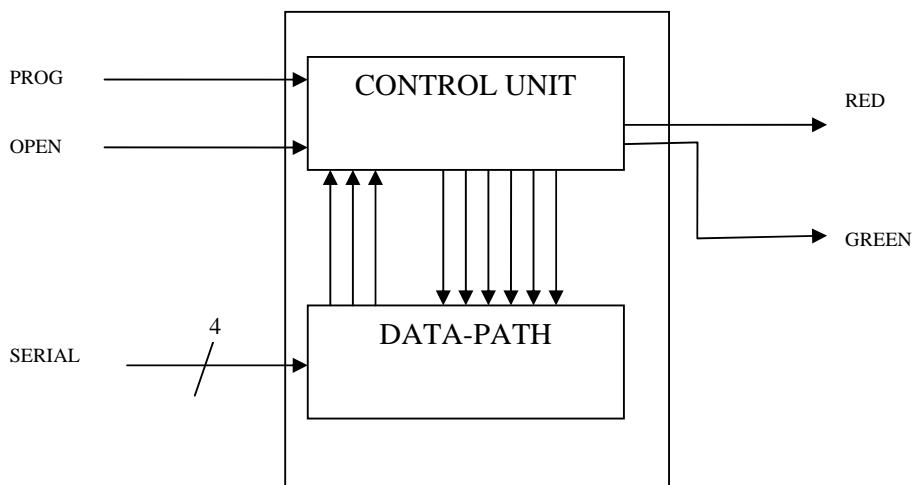 PROG
CONTROL UNIT
RED
OPEN
GREEN
4
DATA-PATH
SERIAL